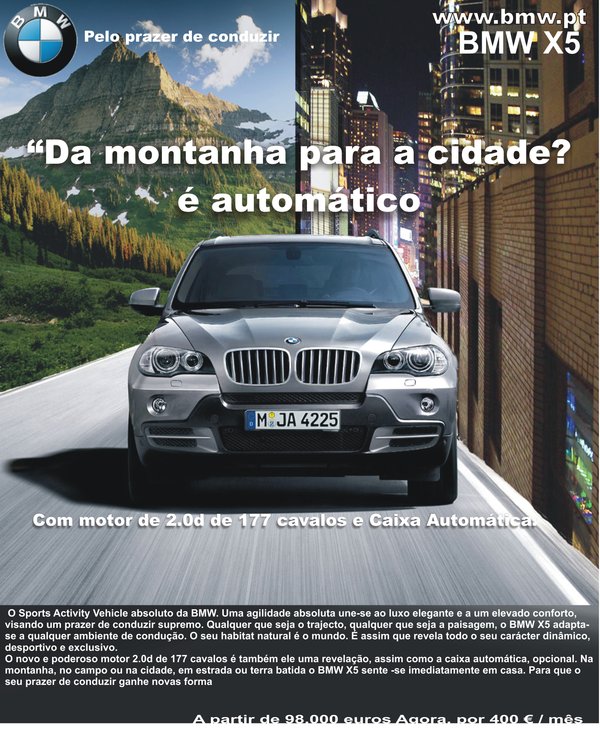 BMW
Pelo prazer de conduzir
www.bmw.pt
BMW X5
“Da montanha para a cidade?
é automático
M JA 4225
Com motor de 2.0d de 177 cavalos e Caixa Automática.
O Sports Activity Vehicle absoluto da BMW. Uma agilidade absoluta une-se ao luxo elegante e a um elevado conforto,
visando um prazer de conduzir supremo. Qualquer que seja o trajecto, qualquer que seja a paisagem, o BMW X5 adapta-
se a qualquer ambiente de condução. O seu habitat natural é o mundo. É assim que revela todo o seu carácter dinâmico,
desportivo e exclusivo.
O novo e poderoso motor 2.0d de 177 cavalos é também ele uma revelação, assim como a caixa automática, opcional. Na
montanha, no campo ou na cidade, em estrada ou terra batida o BMW X5 sente -se imediatamente em casa. Para que o
seu prazer de conduzir ganhe novas forma
A partir de 98.000 euros Agora, por 400 € / mês